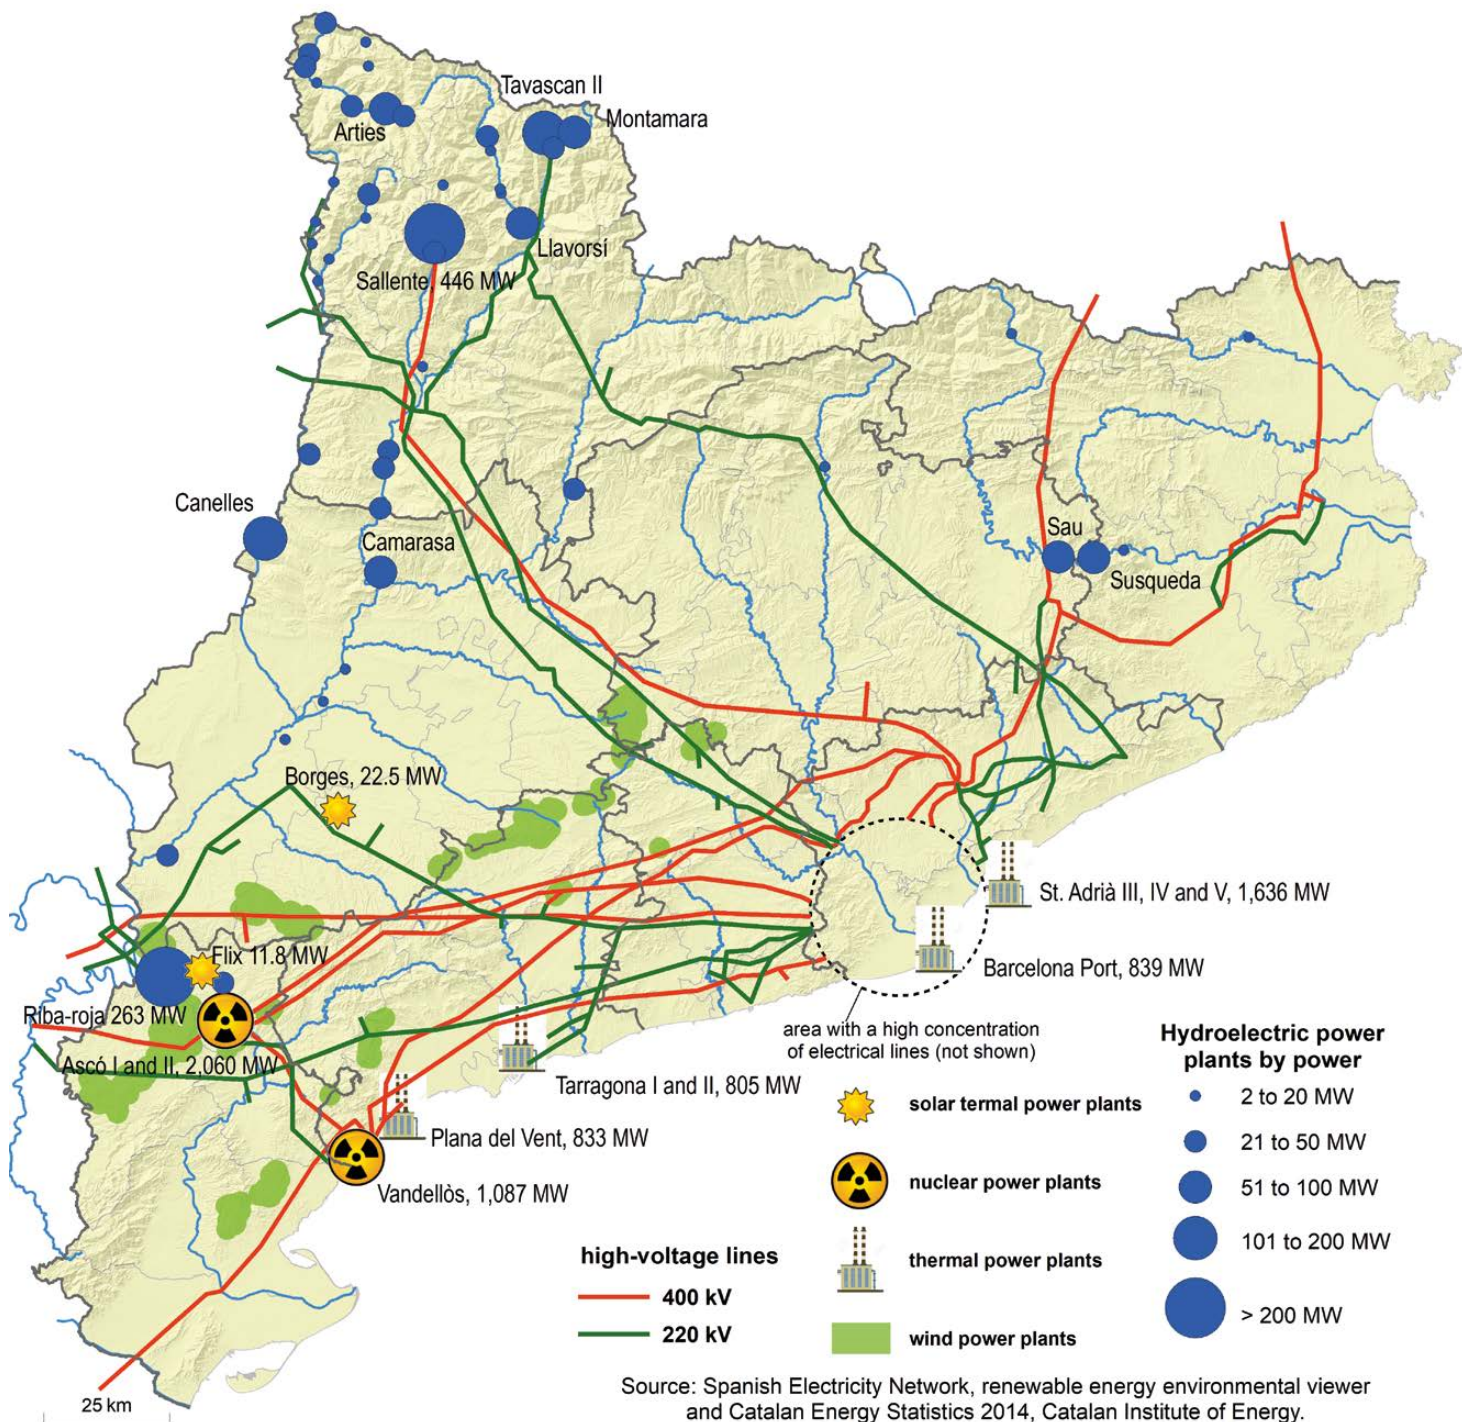 Tavascan II
Montamara
Arties
Llavorsí
Sallente, 446 MW
Canelles
Camarasa
Sau
Susqueda
Borges, 22.5 MW
St. Adrià III, IV and V, 1,636 MW
Flix 11.8 MW
Barcelona Port, 839 MW
Riba-roja 263 MW
Ascó I and II, 2,060 MW
area with a high concentration
of electrical lines (not shown)
Tarragona I and II, 805 MW
Plana del Vent, 833 MW
Vandellòs, 1,087 MW
high-voltage lines
400 kV
220 kV
solar termal power plants
nuclear power plants
thermal power plants
wind power plants
Hydroelectric power
plants by power
2 to 20 MW
21 to 50 MW
51 to 100 MW
101 to 200 MW
> 200 MW
25 km
Source: Spanish Electricity Network, renewable energy environmental viewer
and Catalan Energy Statistics 2014, Catalan Institute of Energy.